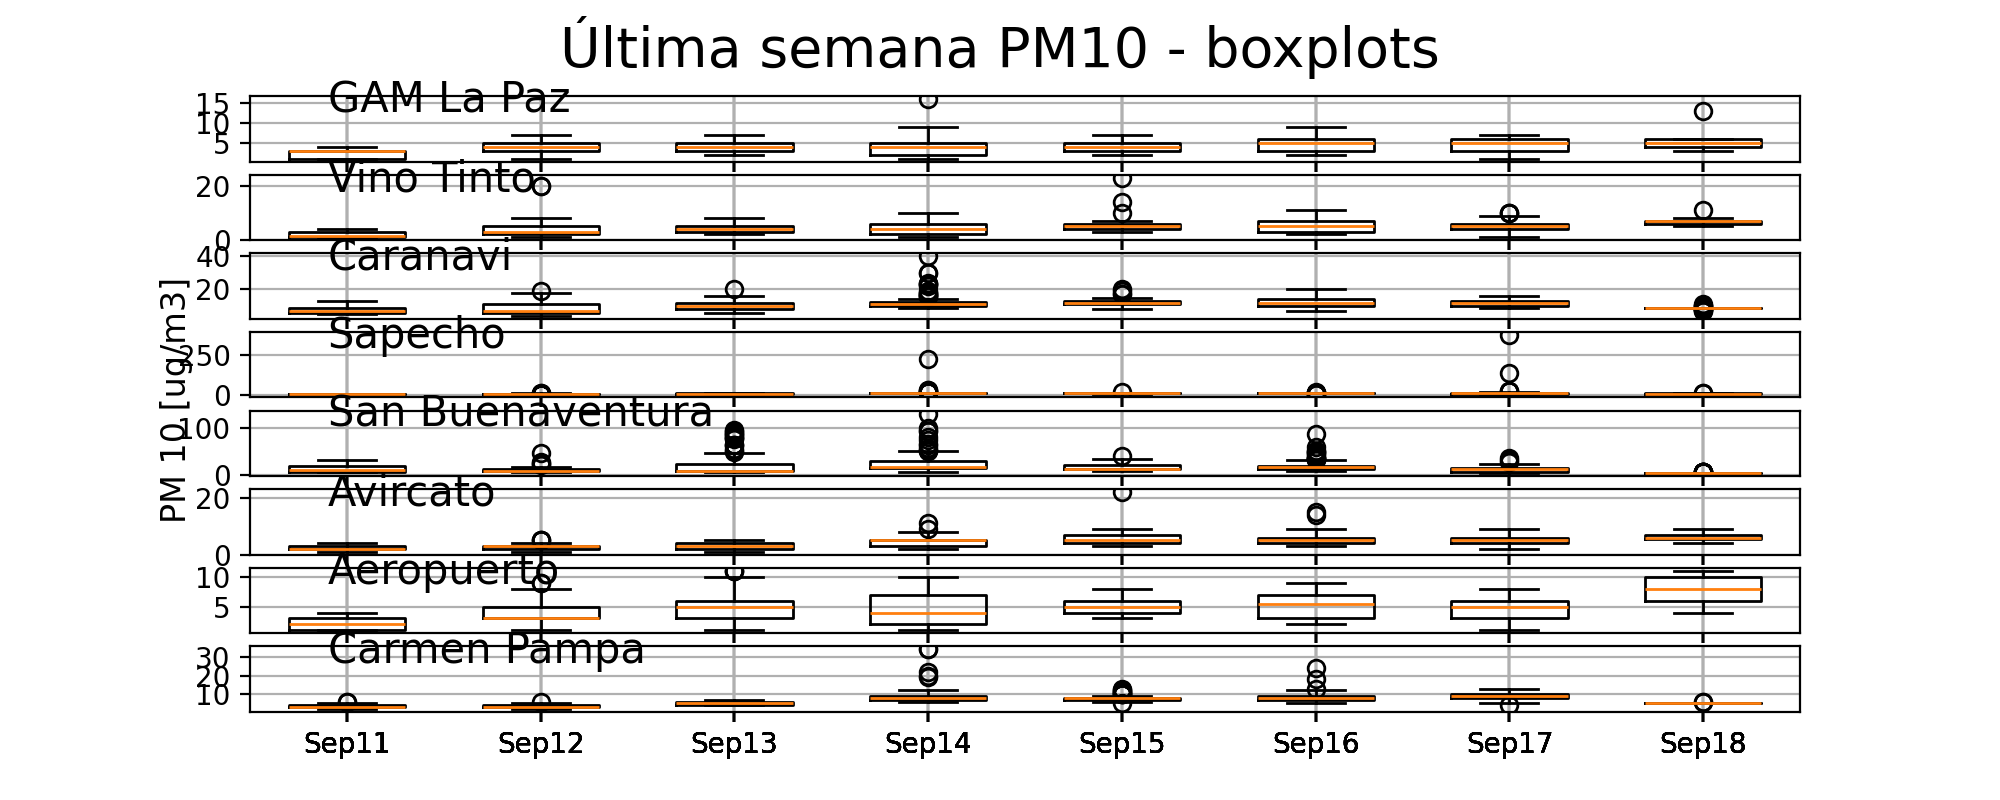 Última semana PM10 - boxplots
PM 10 [ug/m3]
GAM La Paz
15
10
5
Vino Tinto
20
0
Caranavi
40
20
Sapecho
250
0
San Buenaventura
100
0
Avircato
20
0
Aeropuerto
10
5
Carmen Pampa
30
20
10
Sep11 Sep12 Sep13 Sep14 Sep15 Sep16 Sep17 Sep18